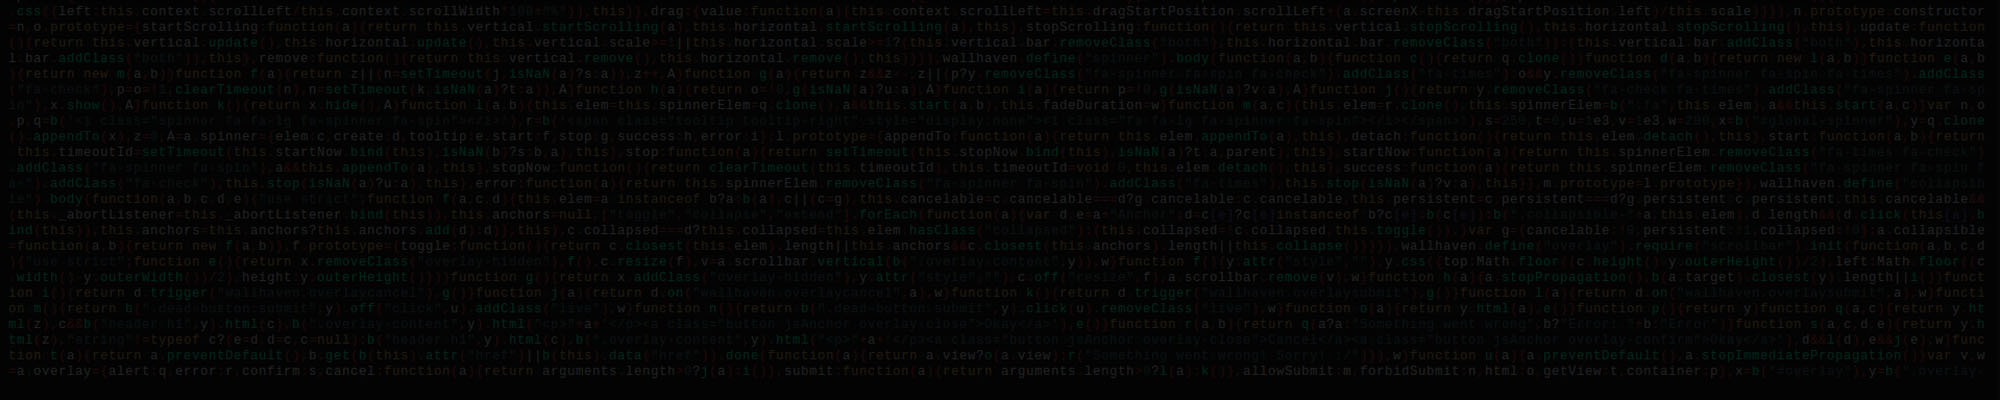 .css({left:this.context.scrollLeft/this.context.scrollWidth*100+"%"}),this}},drag:{value:function(a){this.context.scrollLeft=this.dragStartPosition.scrollLeft+(a.screenX-this.dragStartPosition.left)/this.scale}}}),n.prototype.constructor
=n,o.prototype={startScrolling:function(a){return this.vertical.startScrolling(a),this.horizontal.startScrolling(a),this},stopScrolling:function(){return this.vertical.stopScrolling(),this.horizontal.stopScrolling(),this},update:function
(){return this.vertical.update(),this.horizontal.update(),this.vertical.scale>=1||this.horizontal.scale>=1?(this.vertical.bar.removeClass("both"),this.horizontal.bar.removeClass("both")):(this.vertical.bar.addClass("both"),this.horizonta
l.bar.addClass("both")),this},remove:function(){return this.vertical.remove(),this.horizontal.remove(),this}}}),wallhaven.define("spinner").body(function(a,b){function c(){return q.clone()}function d(a,b){return new l(a,b)}function e(a,b
){return new m(a,b)}function f(a){return z||(n=setTimeout(j,isNaN(a)?s:a)),z++,A}function g(a){return z&&z--,z||(p?y.removeClass("fa-spinner fa-spin fa-check").addClass("fa-times"):o&&y.removeClass("fa-spinner fa-spin fa-times").addClass
("fa-check"),p=o=!1,clearTimeout(n),n=setTimeout(k,isNaN(a)?t:a)),A}function h(a){return o=!0,g(isNaN(a)?u:a),A}function i(a){return p=!0,g(isNaN(a)?v:a),A}function j(){return y.removeClass("fa-check fa-times").addClass("fa-spinner fa-sp
in"),x.show(),A}function k(){return x.hide(),A}function l(a,b){this.elem=this.spinnerElem=q.clone(),a&&this.start(a,b),this.fadeDuration=w}function m(a,c){this.elem=r.clone(),this.spinnerElem=b(".fa",this.elem),a&&this.start(a,c)}var n,o
,p,q=b('<i class="spinner fa fa-lg fa-spinner fa-spin"></i>'),r=b('<span class="tooltip tooltip-right" style="display:none"><i class="fa fa-lg fa-spinner fa-spin"></i></span>'),s=250,t=0,u=1e3,v=1e3,w=200,x=b("#global-spinner"),y=q.clone
().appendTo(x),z=0,A=a.spinner={elem:c,create:d,tooltip:e,start:f,stop:g,success:h,error:i};l.prototype={appendTo:function(a){return this.elem.appendTo(a),this},detach:function(){return this.elem.detach(),this},start:function(a,b){return
 this.timeoutId=setTimeout(this.startNow.bind(this),isNaN(b)?s:b,a),this},stop:function(a){return setTimeout(this.stopNow.bind(this),isNaN(a)?t:a,parent),this},startNow:function(a){return this.spinnerElem.removeClass("fa-times fa-check")
.addClass("fa-spinner fa-spin"),a&&this.appendTo(a),this},stopNow:function(){return clearTimeout(this.timeoutId),this.timeoutId=void 0,this.elem.detach(),this},success:function(a){return this.spinnerElem.removeClass("fa-times fa-spinner f
a-").addClass("fa-check"),this.stop(isNaN(a)?u:a),this},error:function(a){return this.spinnerElem.removeClass("fa-spinner fa-spin").addClass("fa-times"),this.stop(isNaN(a)?v:a),this}},m.prototype=l.prototype}),wallhaven.define("collapsib
le").body(function(a,b,c,d,e){"use strict";function f(a,c,d){this.elem=a instanceof b?a:b(a),c||(c=g),this.cancelable=c.cancelable===d?g.cancelable:c.cancelable,this.persistent=c.persistent===d?g.persistent:c.persistent,this.cancelable&&
(this._abortListener=this._abortListener.bind(this)),this.anchors=null,["toggle","collapse","extend"].forEach(function(a){var d,e=a+"Anchor";d=c[e]?c[e]instanceof b?c[e]:b(c[e]):b(".collapsible-"+a,this.elem),d.length&&(d.click(this[a].b
ind(this)),this.anchors=this.anchors?this.anchors.add(d):d)},this),c.collapsed===d?this.collapsed=this.elem.hasClass("collapsed"):(this.collapsed=!c.collapsed,this.toggle())}var g={cancelable:!0,persistent:!1,collapsed:!0};a.collapsible
=function(a,b){return new f(a,b)},f.prototype={toggle:function(){return c.closest(this.elem).length||this.anchors&&c.closest(this.anchors).length||this.collapse()}}}),wallhaven.define("overlay").require("scrollbar").init(function(a,b,c,d
){"use strict";function e(){return x.removeClass("overlay-hidden"),f(),c.resize(f),v=a.scrollbar.vertical(b(".overlay-content",y)),w}function f(){y.attr("style",""),y.css({top:Math.floor((c.height()-y.outerHeight())/2),left:Math.floor((c
.width()-y.outerWidth())/2),height:y.outerHeight()})}function g(){return x.addClass("overlay-hidden"),y.attr("style",""),c.off("resize",f),a.scrollbar.remove(v),w}function h(a){a.stopPropagation(),b(a.target).closest(y).length||i()}funct
ion i(){return d.trigger("wallhaven:overlaycancel"),g()}function j(a){return d.on("wallhaven:overlaycancel",a),w}function k(){return d.trigger("wallhaven:overlaysubmit"),g()}function l(a){return d.on("wallhaven:overlaysubmit",a),w}functi
on m(){return b(".dead-button.submit",y).off("click",u).addClass("live"),w}function n(){return b(".dead-button.submit",y).click(u).removeClass("live"),w}function o(a){return y.html(a),e()}function p(){return y}function q(a,c){return y.ht
ml(z),c&&b("header.h1",y).html(c),b(".overlay-content",y).html("<p>"+a+'</p><a class="button jsAnchor overlay-close">Okay</a>'),e()}function r(a,b){return q(a?a:"Something went wrong",b?"Error: "+b:"Error")}function s(a,c,d,e){return y.h
tml(z),"string"!=typeof c?(e=d,d=c,c=null):b("header.h1",y).html(c),b(".overlay-content",y).html("<p>"+a+'</p><a class="button jsAnchor overlay-close">Cancel</a><a class="button jsAnchor overlay-confirm">Okay</a>'),d&&l(d),e&&j(e),w}func
tion t(a){return a.preventDefault(),b.get(b(this).attr("href")||b(this).data("href")).done(function(a){return a.view?o(a.view):r("Something went wrong! Sorry! :/")}),w}function u(a){a.preventDefault(),a.stopImmediatePropagation()}var v,w
=a.overlay={alert:q,error:r,confirm:s,cancel:function(a){return arguments.length>0?j(a):i()},submit:function(a){return arguments.length>0?l(a):k()},allowSubmit:m,forbidSubmit:n,html:o,getView:t,container:p},x=b("#overlay"),y=b(".overlay-